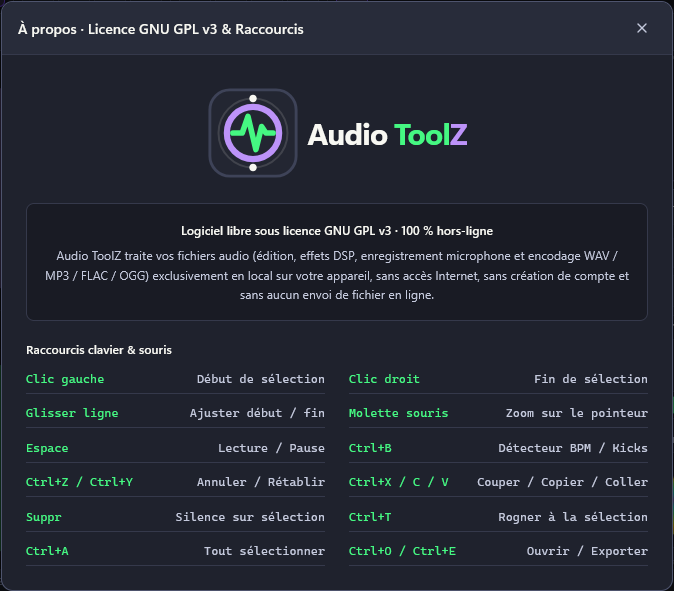 À propos · Licence GNU GPL v3 & Raccourcis
Audio ToolZ
Logiciel libre sous licence GNU GPL v3 · 100 % hors-ligne
Audio ToolZ traite vos fichiers audio (édition, effets DSP, enregistrement microphone et encodage WAV /
MP3 / FLAC / OGG) exclusivement en local sur votre appareil, sans accès Internet, sans création de compte et
sans aucun envoi de fichier en ligne.
Raccourcis clavier & souris
Clic gauche Début de sélection Clic droit Fin de sélection
Glisser ligne Ajuster début / fin Molette souris Zoom sur le pointeur
Espace Lecture / Pause Ctrl+B Détecteur BPM / Kicks
Ctrl+Z / Ctrl+Y Annuler / Rétablir Ctrl+X / C / V Couper / Copier / Coller
Suppr Silence sur sélection Ctrl+T Rogner à la sélection
Ctrl+A Tout sélectionner Ctrl+O / Ctrl+E Ouvrir / Exporter